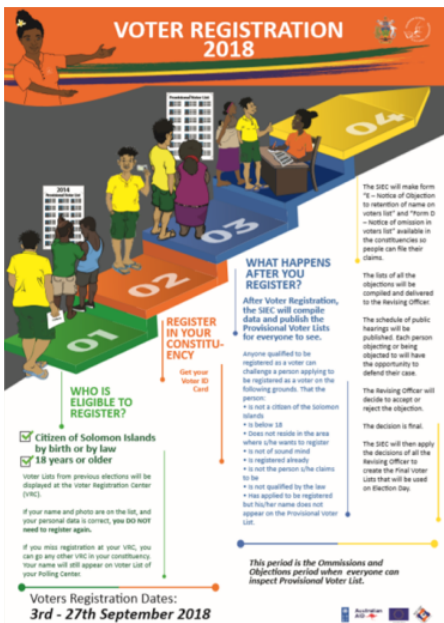 VOTER REGISTRATION
2018
Provisional Voter List
2014
Provisional Voter List
01
02
03
04
WHO IS
ELIGIBLE TO
REGISTER?
Citizen of Solomon Islands
by birth or by law
18 years or older
Voter Lists from previous elections will be
displayed at the Voter Registration Center
(VRC).
If your name and photo are on the list, and
your personal data is correct, you DO NOT
need to register again.
If you miss registration at your VRC, you
can go any other VRC in your constituency.
Your name will still appear on Voter List of
your Polling Center.
REGISTER
IN YOUR
CONSTITU-
ENCY
Get your
Voter ID
Card
WHAT HAPPENS
AFTER YOU
REGISTER?
After Voter Registration,
the SIEC will compile
data and publish the
Provisional Voter Lists
for everyone to see.
Anyone qualified to be
registered as a voter can
challenge a person applying to
be registered as a voter on the
following grounds. That the
person:
• Is not a citizen of the Solomon
Islands
• Is below 18
• Does not reside in the area
where s/he wants to register
• Is not of sound mind
• Is registered already
• Is not the person s/he claims
to be
• Is not qualified by the law
• Has applied to be registered
but his/her name does not
appear on the Provisional Voter
List.
The SIEC will make form
"E – Notice of Objection
to retention of name on
voters list" and "Form D
– Notice of omission in
voters list" available in
the constituencies so
people can file their
claims.
The lists of all the
objections will be
compiled and delivered
to the Revising Officer.
The schedule of public
hearings will be
published. Each person
objecting or being
objected to will have
the opportunity to
defend their case.
The Revising Officer will
decide to accept or
reject the objection.
The decision is final.
The SIEC will then apply
the decisions of all the
Revising Officer to
create the Final Voter
Lists that will be used
on Election Day.
This period is the Ommissions and
Objections period when everyone can
inspect Provisional Voter List.
Voters Registration Dates:
3rd - 27th September 2018
Australian
AID